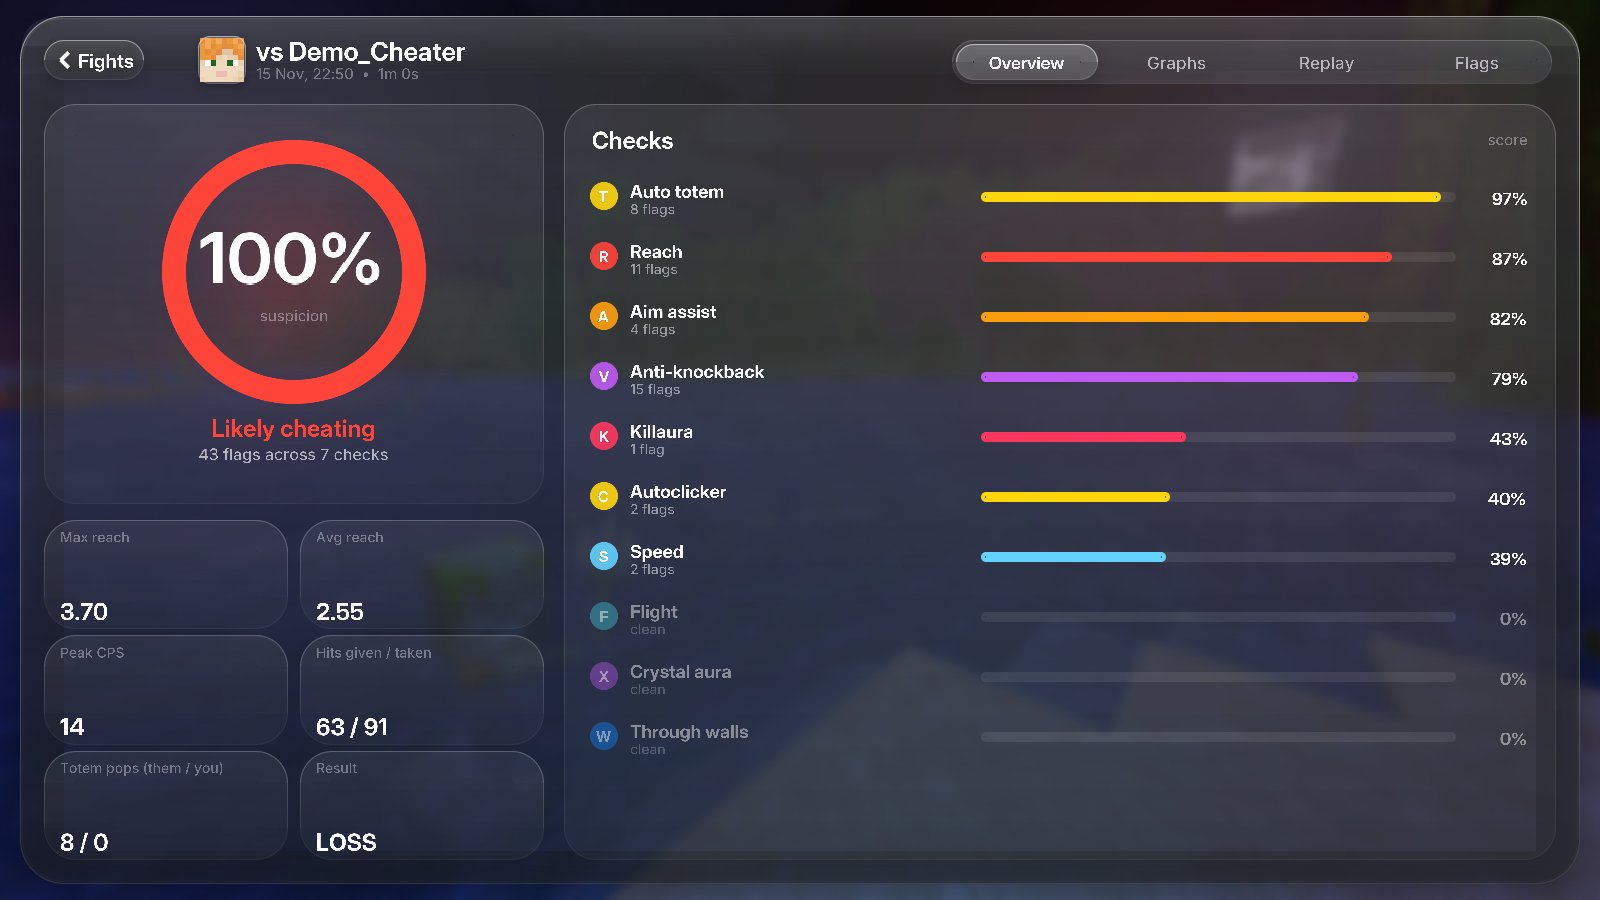 Fights
vs Demo_Cheater
15 Nov, 22:50 • 1m 0s
Overview
Graphs
Replay
Flags
100%
suspicion
Likely cheating
43 flags across 7 checks
Max reach
3.70
Avg reach
2.55
Peak CPS
14
Hits given / taken
63 / 91
Totem pops (them / you)
8 / 0
Result
LOSS
Checks
score
T
Auto totem
8 flags
97%
R
Reach
11 flags
87%
A
Aim assist
4 flags
82%
V
Anti-knockback
15 flags
79%
K
Killaura
1 flag
43%
C
Autoclicker
2 flags
40%
S
Speed
2 flags
39%
F
Flight
clean
0%
X
Crystal aura
clean
0%
W
Through walls
clean
0%